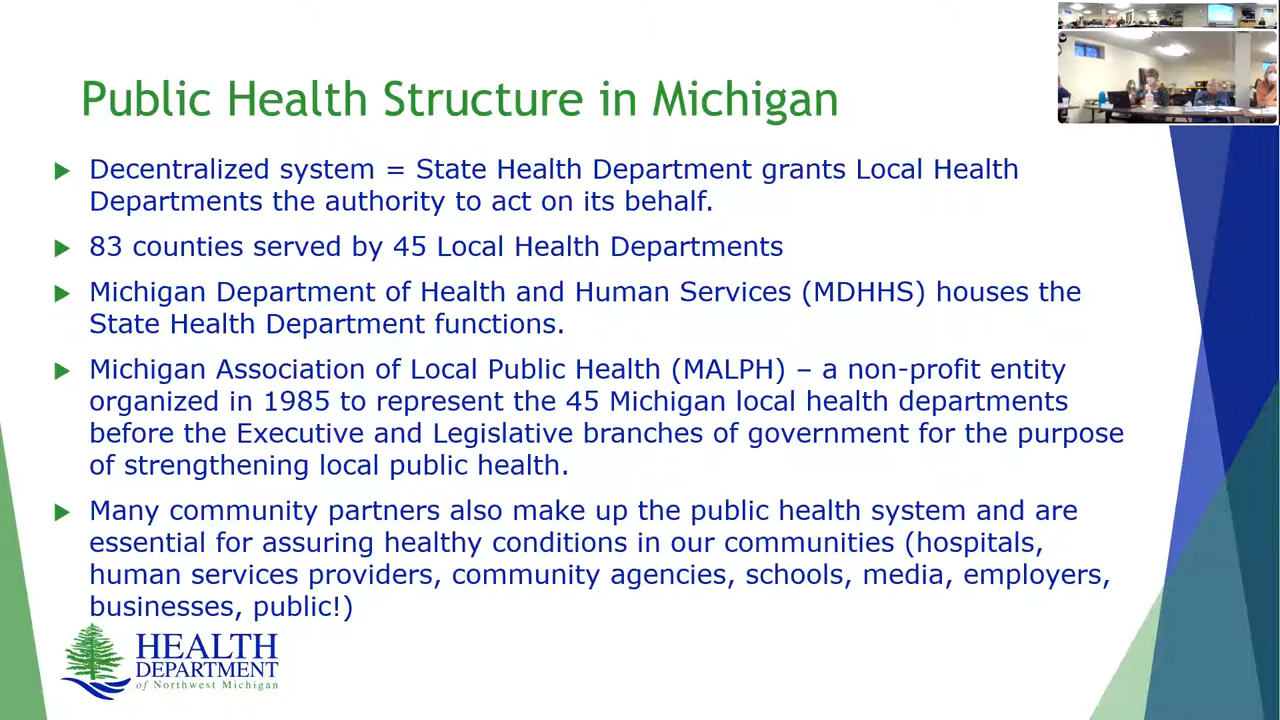 Public Health Structure in Michigan
Decentralized system = State Health Department grants Local Health
Departments the authority to act on its behalf.
83 counties served by 45 Local Health Departments
Michigan Department of Health and Human Services (MDHHS) houses the
State Health Department functions.
Michigan Association of Local Public Health (MALPH) – a non-profit entity
organized in 1985 to represent the 45 Michigan local health departments
before the Executive and Legislative branches of government for the purpose
of strengthening local public health.
Many community partners also make up the public health system and are
essential for assuring healthy conditions in our communities (hospitals,
human services providers, community agencies, schools, media, employers,
businesses, public!)
HEALTH
DEPARTMENT
of Northwest Michigan